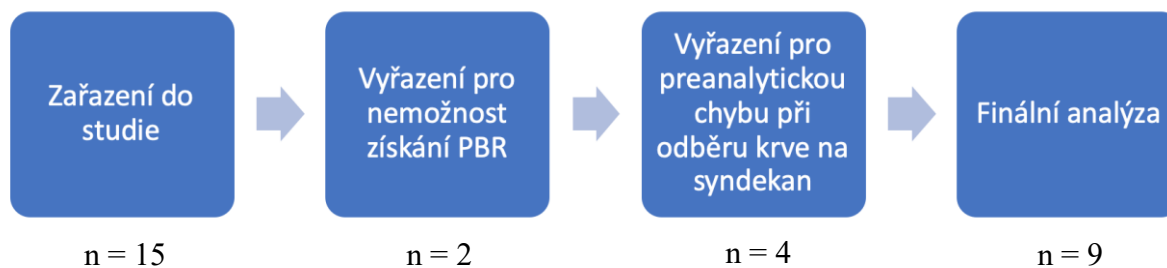 Zařazení do
studie
Vyřazení pro
nemožnost
získání PBR
Vyřazení pro
preanalytickou
chybu při
odběru krve na
syndekan
Finální analýza
n = 15
n = 2
n = 4
n = 9